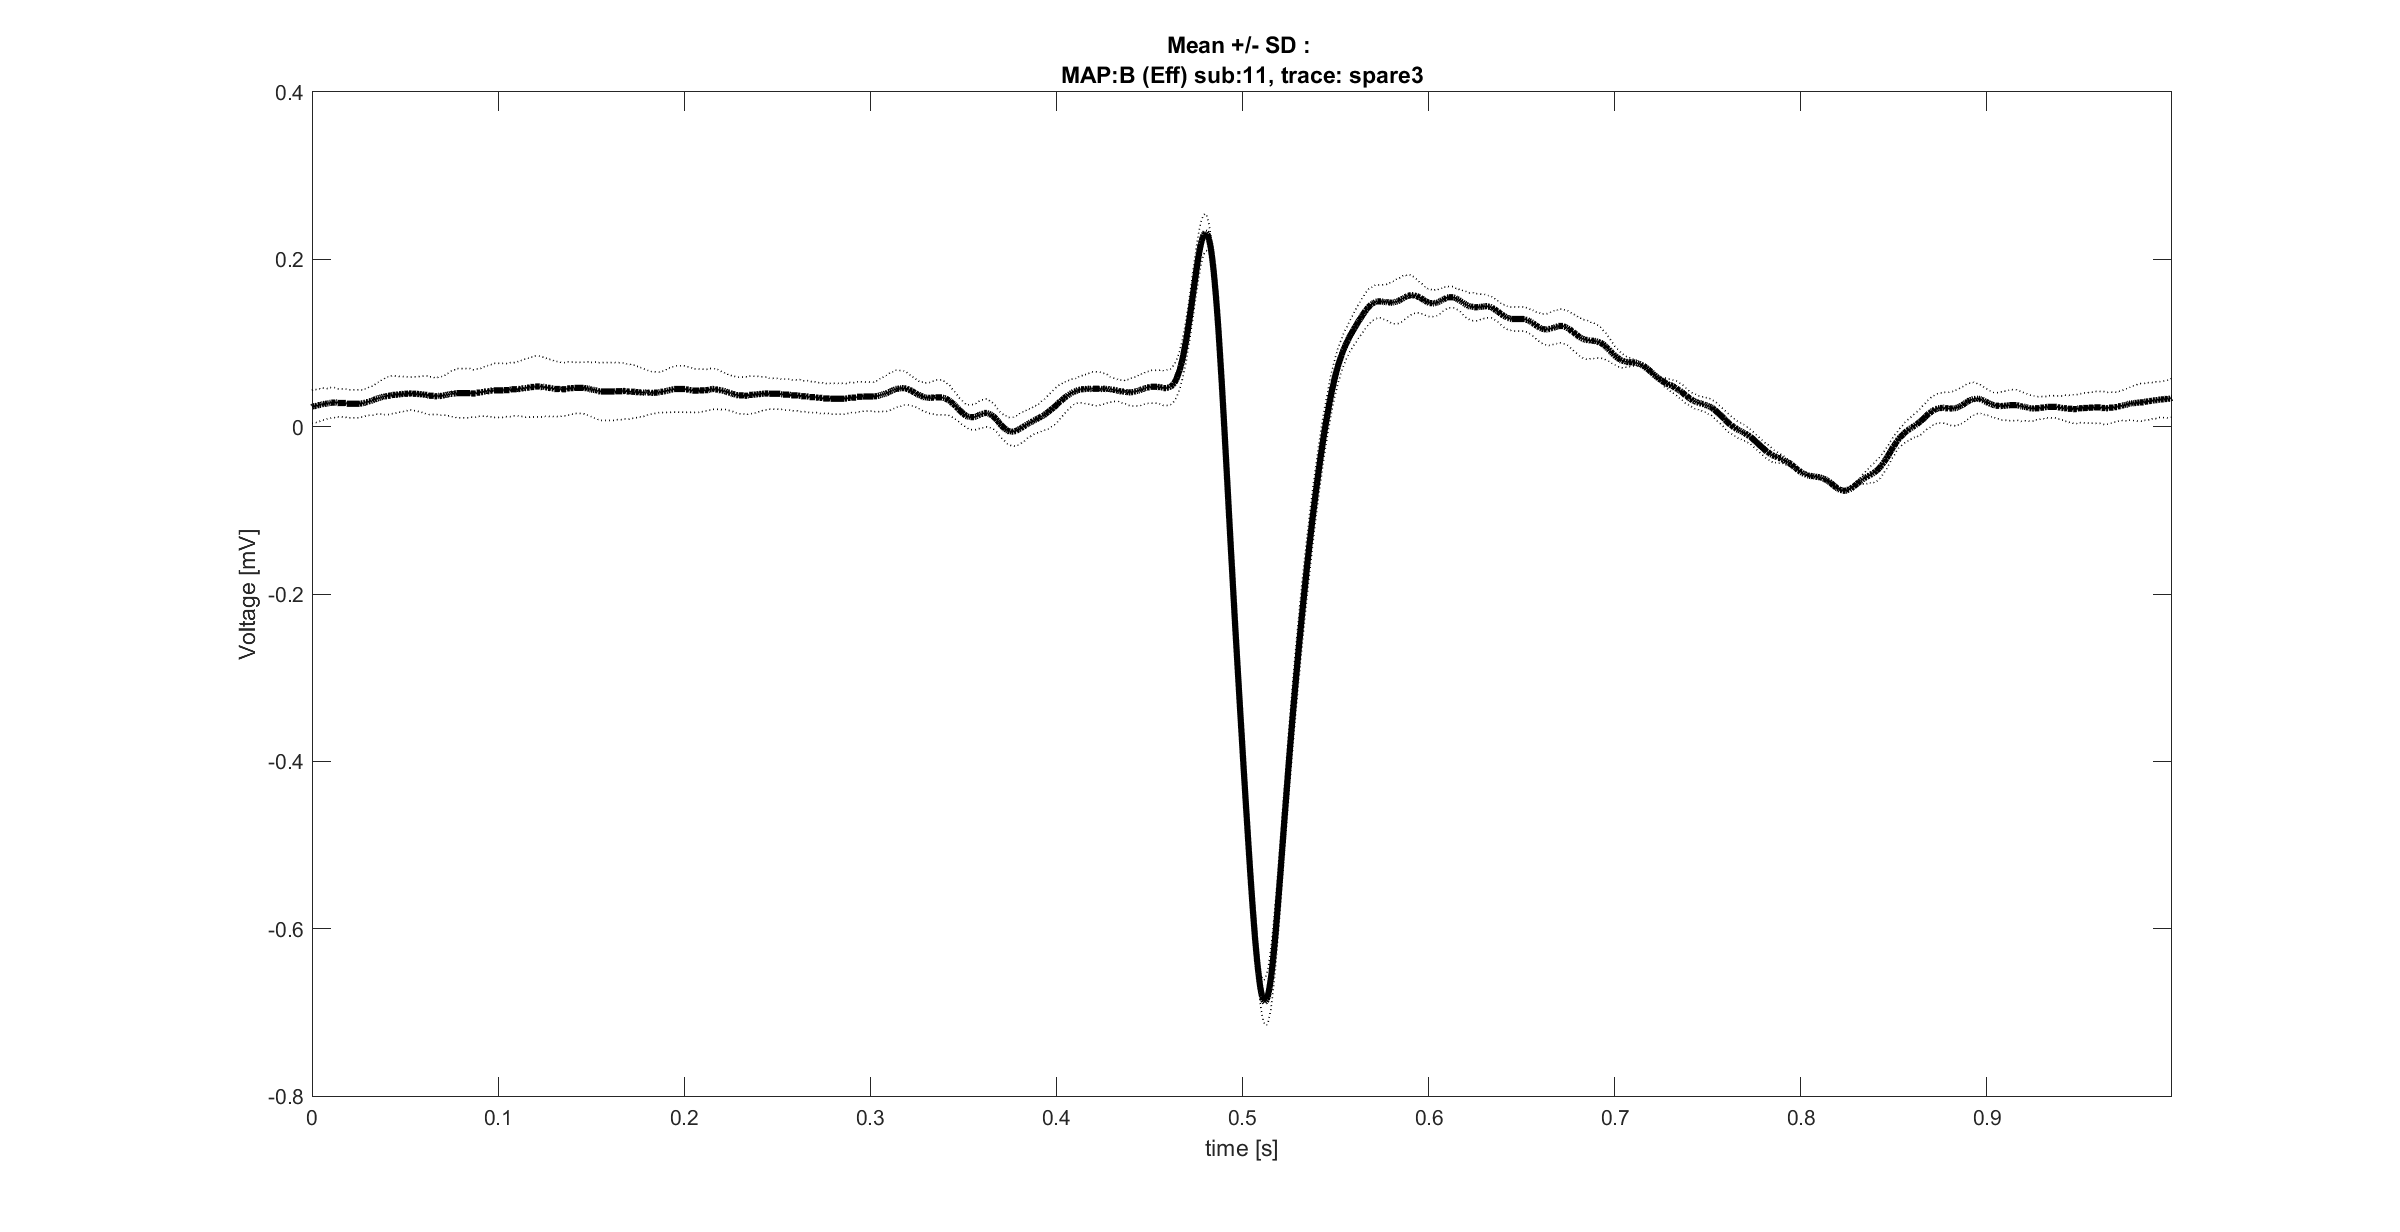 Mean +/- SD :
MAP:B (Eff) sub:11, trace: spare3
0.4
0.2
0
-0.2
-0.4
-0.6
-0.8
Voltage [mV]
0 0.1 0.2 0.3 0.4 0.5 0.6 0.7 0.8 0.9
time [s]